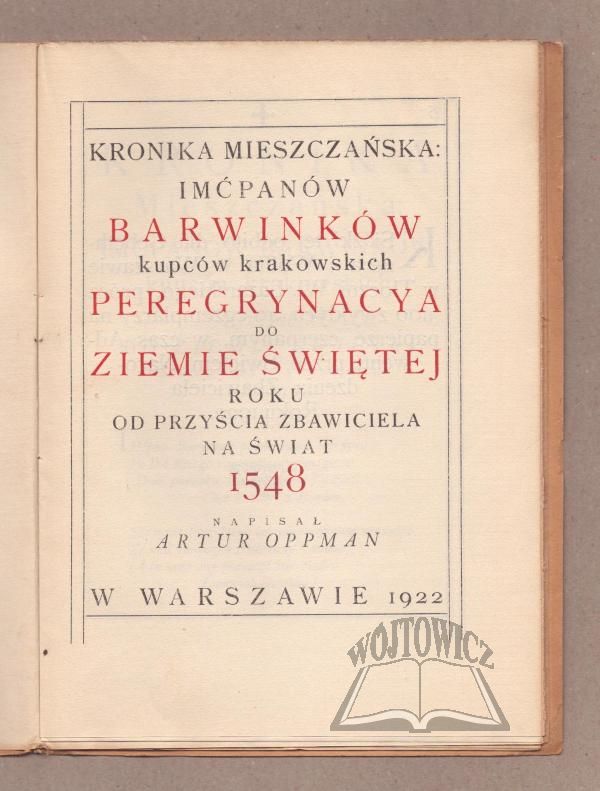 KRONIKA MIESZCZAŃSKA:
IMĆPANÓW
BARWINKÓW
kupców krakowskich
PEREGRYNACYA
DO
ZIEMIE ŚWIĘTEJ
ROKU
OD PRZYŚCIA ZBAWICIELA
NA ŚWIAT
1548
NAPISAŁ
ARTUR OPPMAN
W WARSZAWIE 1922
WÓJTOWICZ